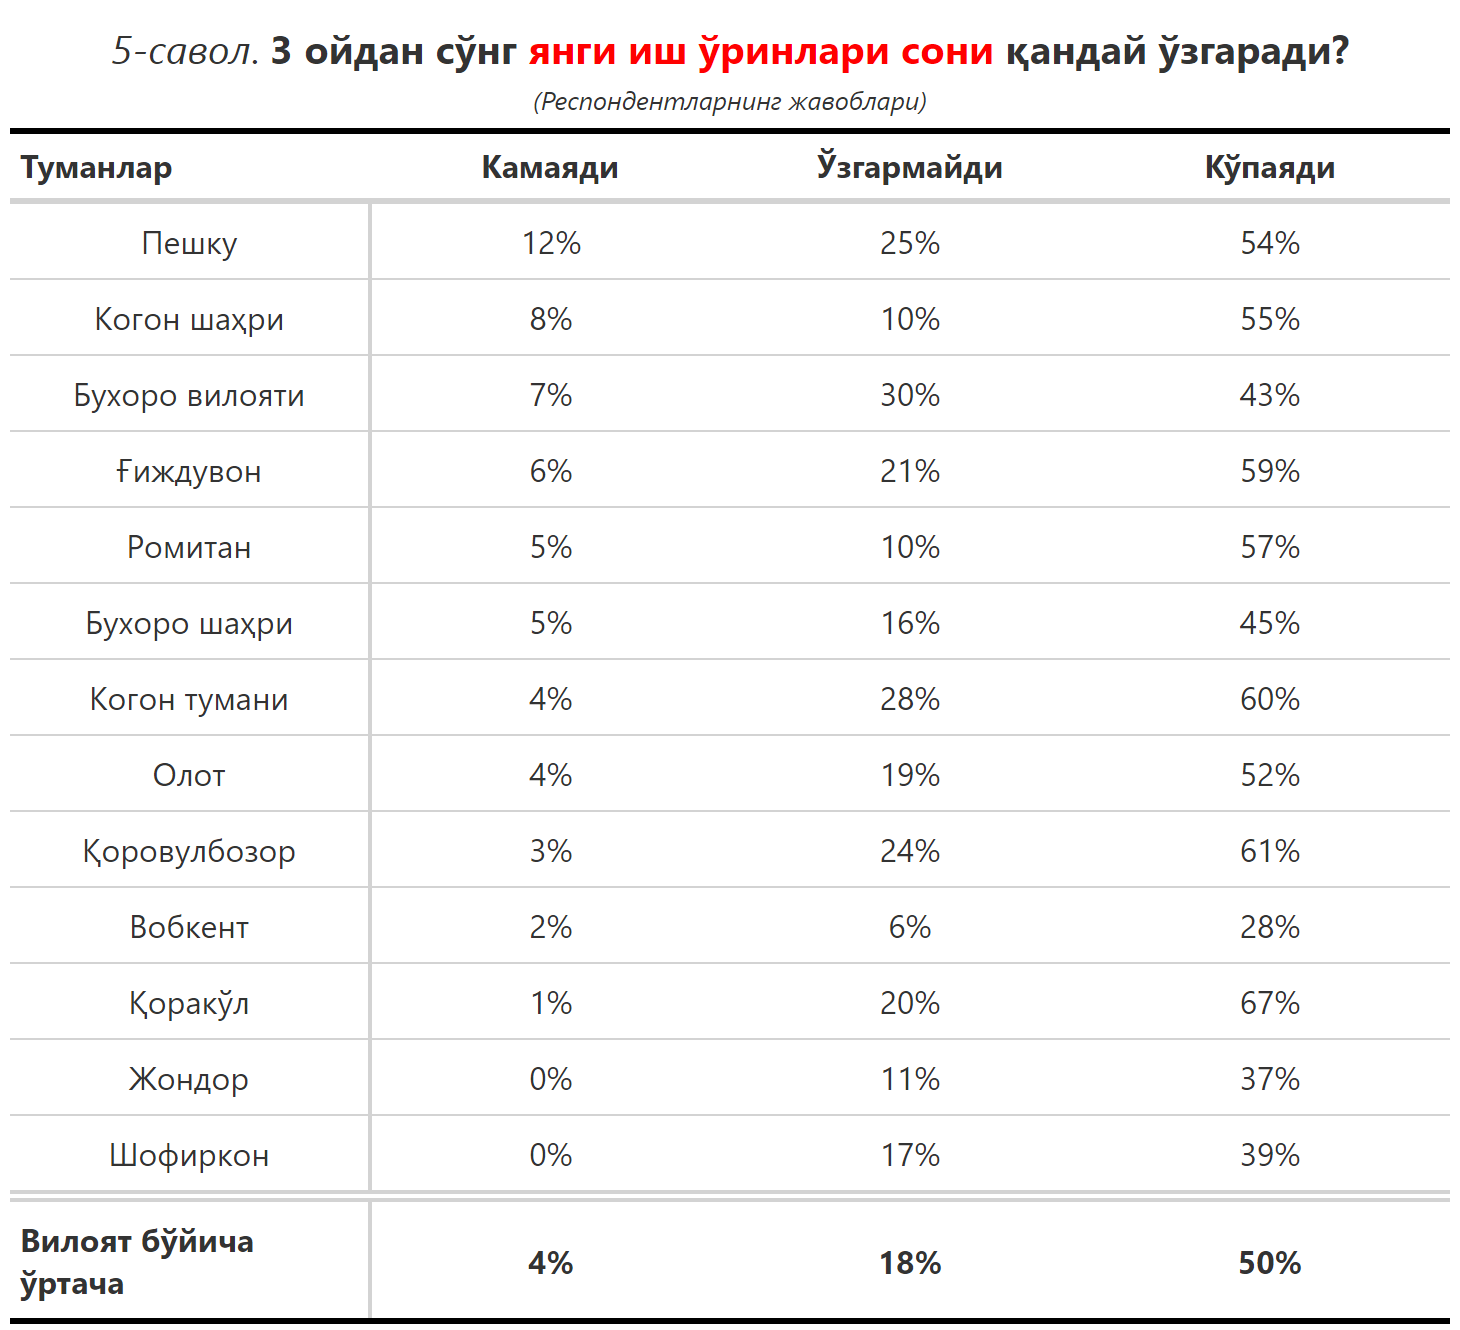 5-савол. 3 ойдан сўнг янги иш ўринлари сони қандай ўзгаради?
(Респондентларнинг жавоблари)
Туманлар Камаяди Ўзгармайди Кўпаяди
Пешку 12% 25% 54%
Когон шаҳри 8% 10% 55%
Бухоро вилояти 7% 30% 43%
Ғиждувон 6% 21% 59%
Ромитан 5% 10% 57%
Бухоро шаҳри 5% 16% 45%
Когон тумани 4% 28% 60%
Олот 4% 19% 52%
Қоровулбозор 3% 24% 61%
Вобкент 2% 6% 28%
Қоракўл 1% 20% 67%
Жондор 0% 11% 37%
Шофиркон 0% 17% 39%
Вилоят бўйича
ўртача 4% 18% 50%